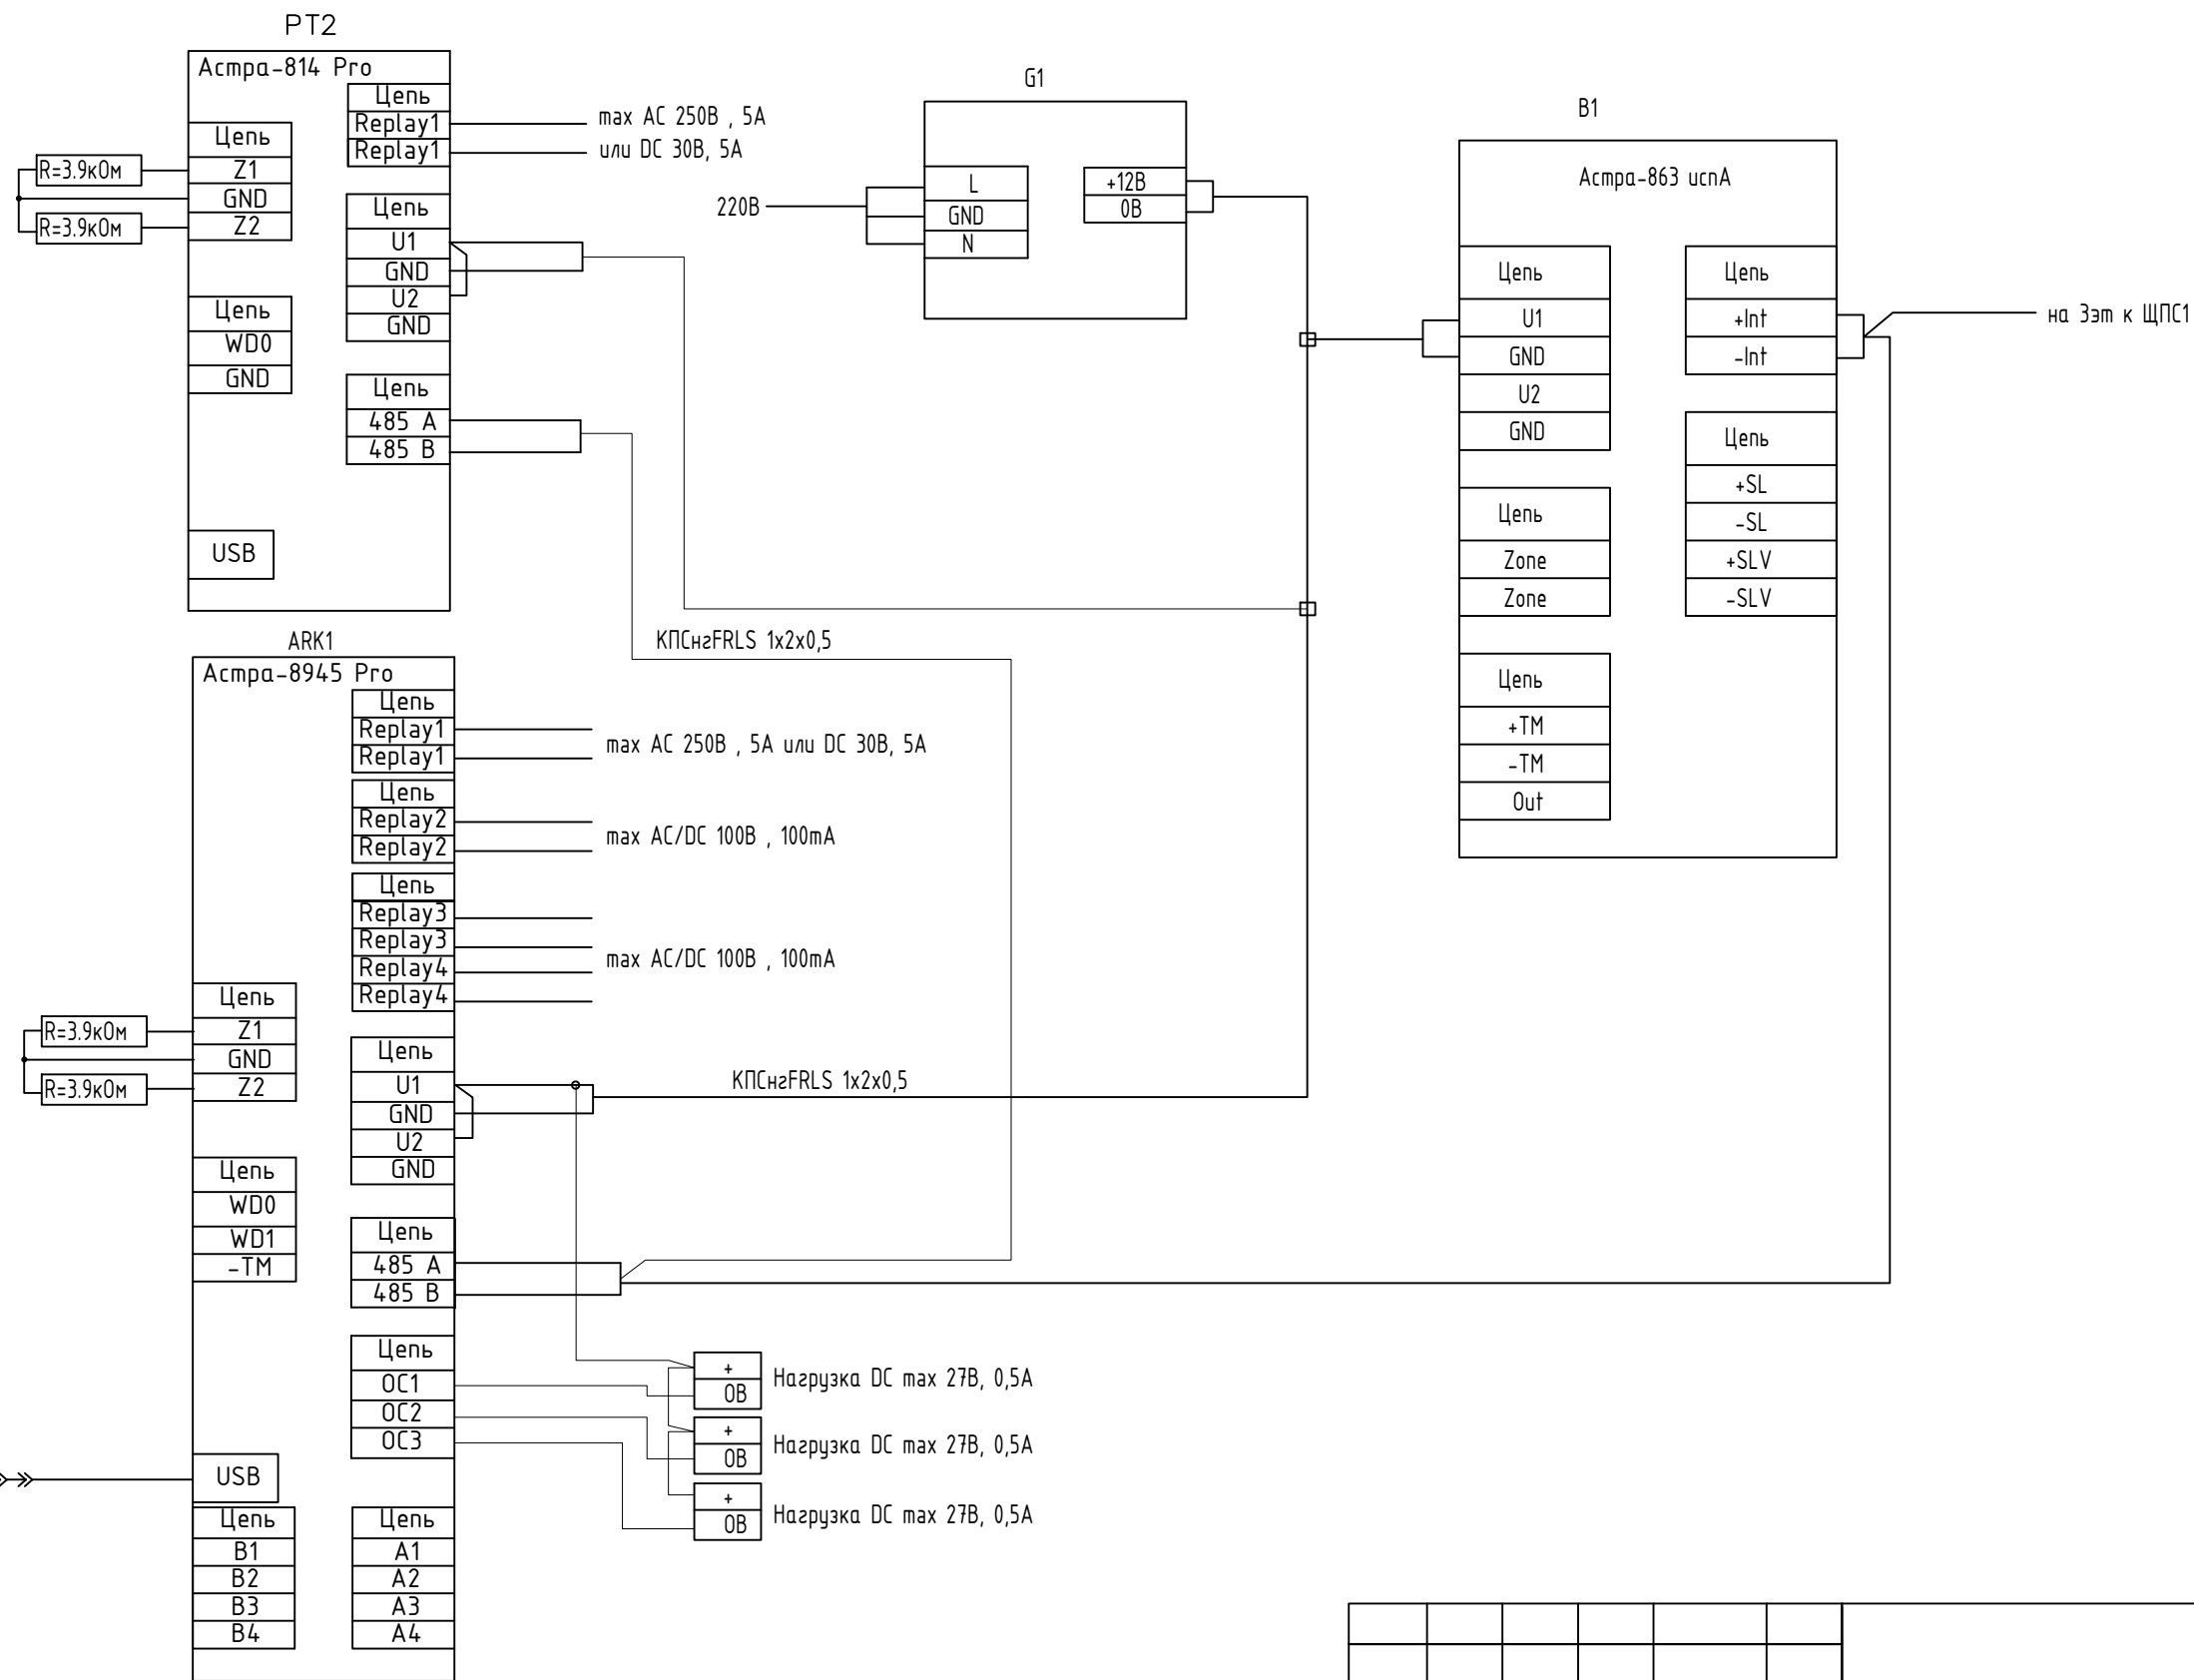 PT2
Астра-814 Pro
Цепь
Replay1
Replay1
max AC 250В , 5А
или DC 30В, 5А
Цепь
Z1
GND
Z2
R=3.9кОм
R=3.9кОм
Цепь
U1
GND
U2
GND
Цепь
WD0
GND
Цепь
485 A
485 B
USB
G1
220В
L
GND
N
+12В
0В
B1
Астра-863 испА
Цепь
U1
GND
U2
GND
Цепь
Zone
Zone
Цепь
+TM
-TM
Out
Цепь
+Int
-Int
Цепь
+SL
-SL
+SLV
-SLV
на 3эт к ЩПС1
КПСнгFRLS 1х2х0,5
ARK1
Астра-8945 Pro
Цепь
Replay1
Replay1
max AC 250В , 5А или DC 30В, 5А
Цепь
Replay2
Replay2
max AC/DC 100В , 100mA
Цепь
Replay3
Replay3
Replay4
Replay4
max AC/DC 100В , 100mA
Цепь
Z1
GND
Z2
R=3.9кОм
R=3.9кОм
Цепь
U1
GND
U2
GND
КПСнгFRLS 1х2х0,5
Цепь
WD0
WD1
-TM
Цепь
485 A
485 B
Цепь
OC1
OC2
OC3
+
0В
Нагрузка DC max 27В, 0,5А
+
0В
Нагрузка DC max 27В, 0,5А
+
0В
Нагрузка DC max 27В, 0,5А
USB
Цепь
B1
B2
B3
B4
Цепь
A1
A2
A3
A4